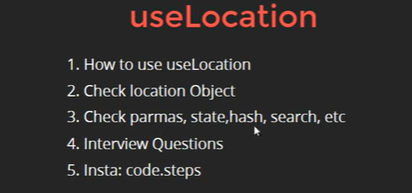 useLocation
1. How to use useLocation
2. Check location Object
3. Check parmas, state,hash, search, etc
4. Interview Questions
5. Insta: code.steps